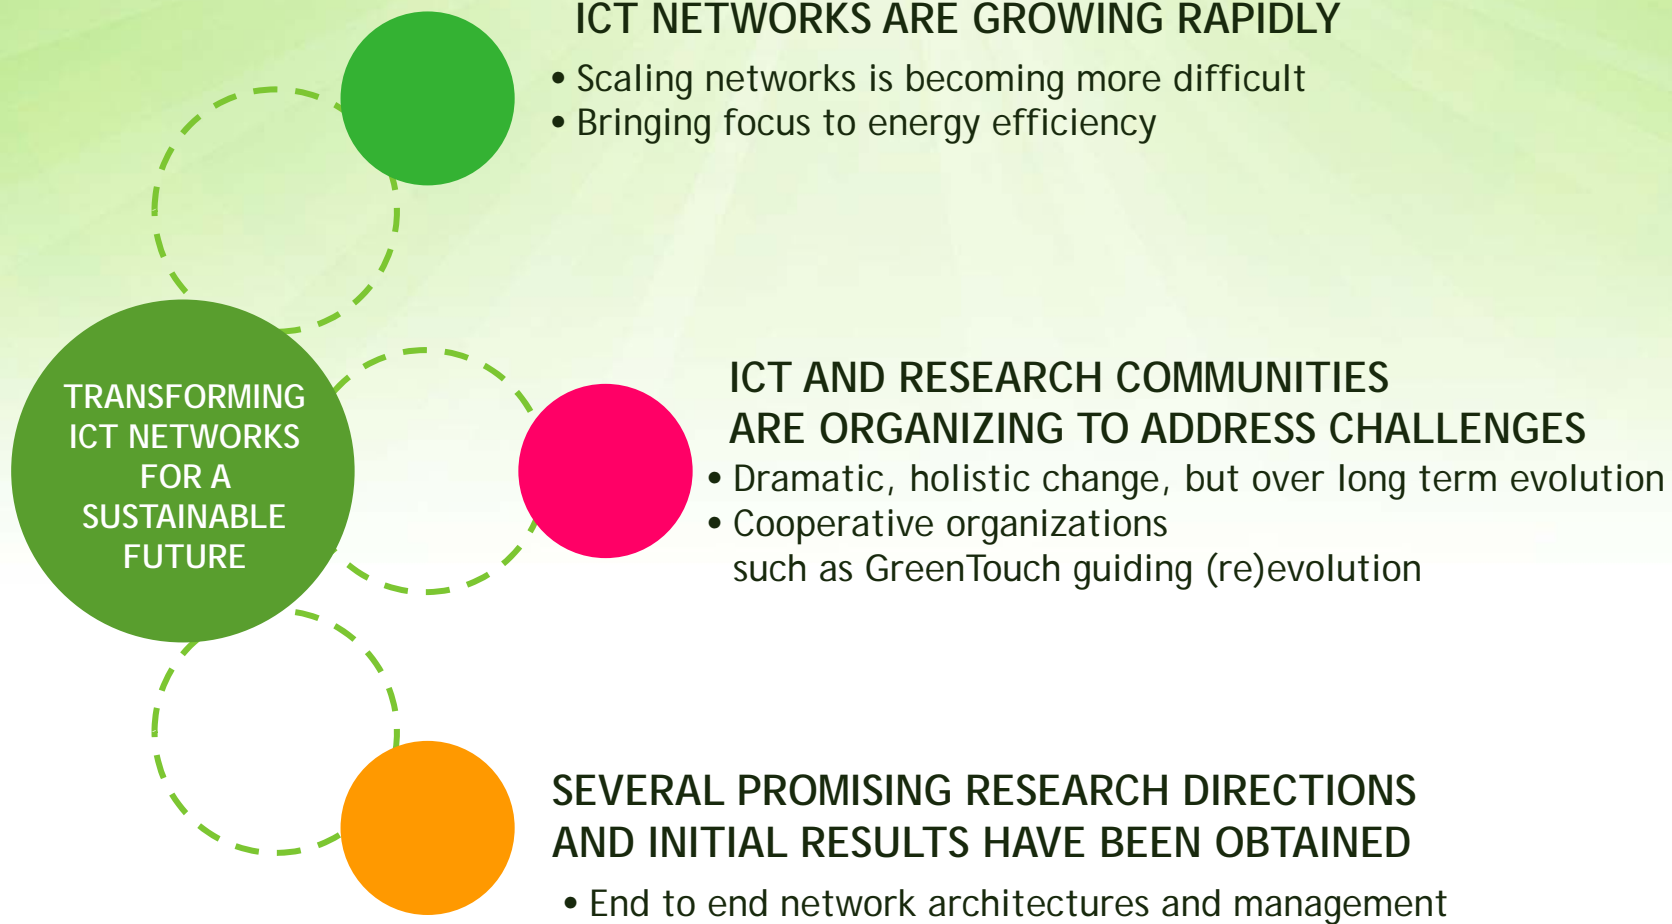 ICT NETWORKS ARE GROWING RAPIDLY
• Scaling networks is becoming more difficult
• Bringing focus to energy efficiency
TRANSFORMING
ICT NETWORKS
FOR A
SUSTAINABLE
FUTURE
ICT AND RESEARCH COMMUNITIES
ARE ORGANIZING TO ADDRESS CHALLENGES
• Dramatic, holistic change, but over long term evolution
• Cooperative organizations
such as GreenTouch guiding (re)evolution
SEVERAL PROMISING RESEARCH DIRECTIONS
AND INITIAL RESULTS HAVE BEEN OBTAINED
• End to end network architectures and management